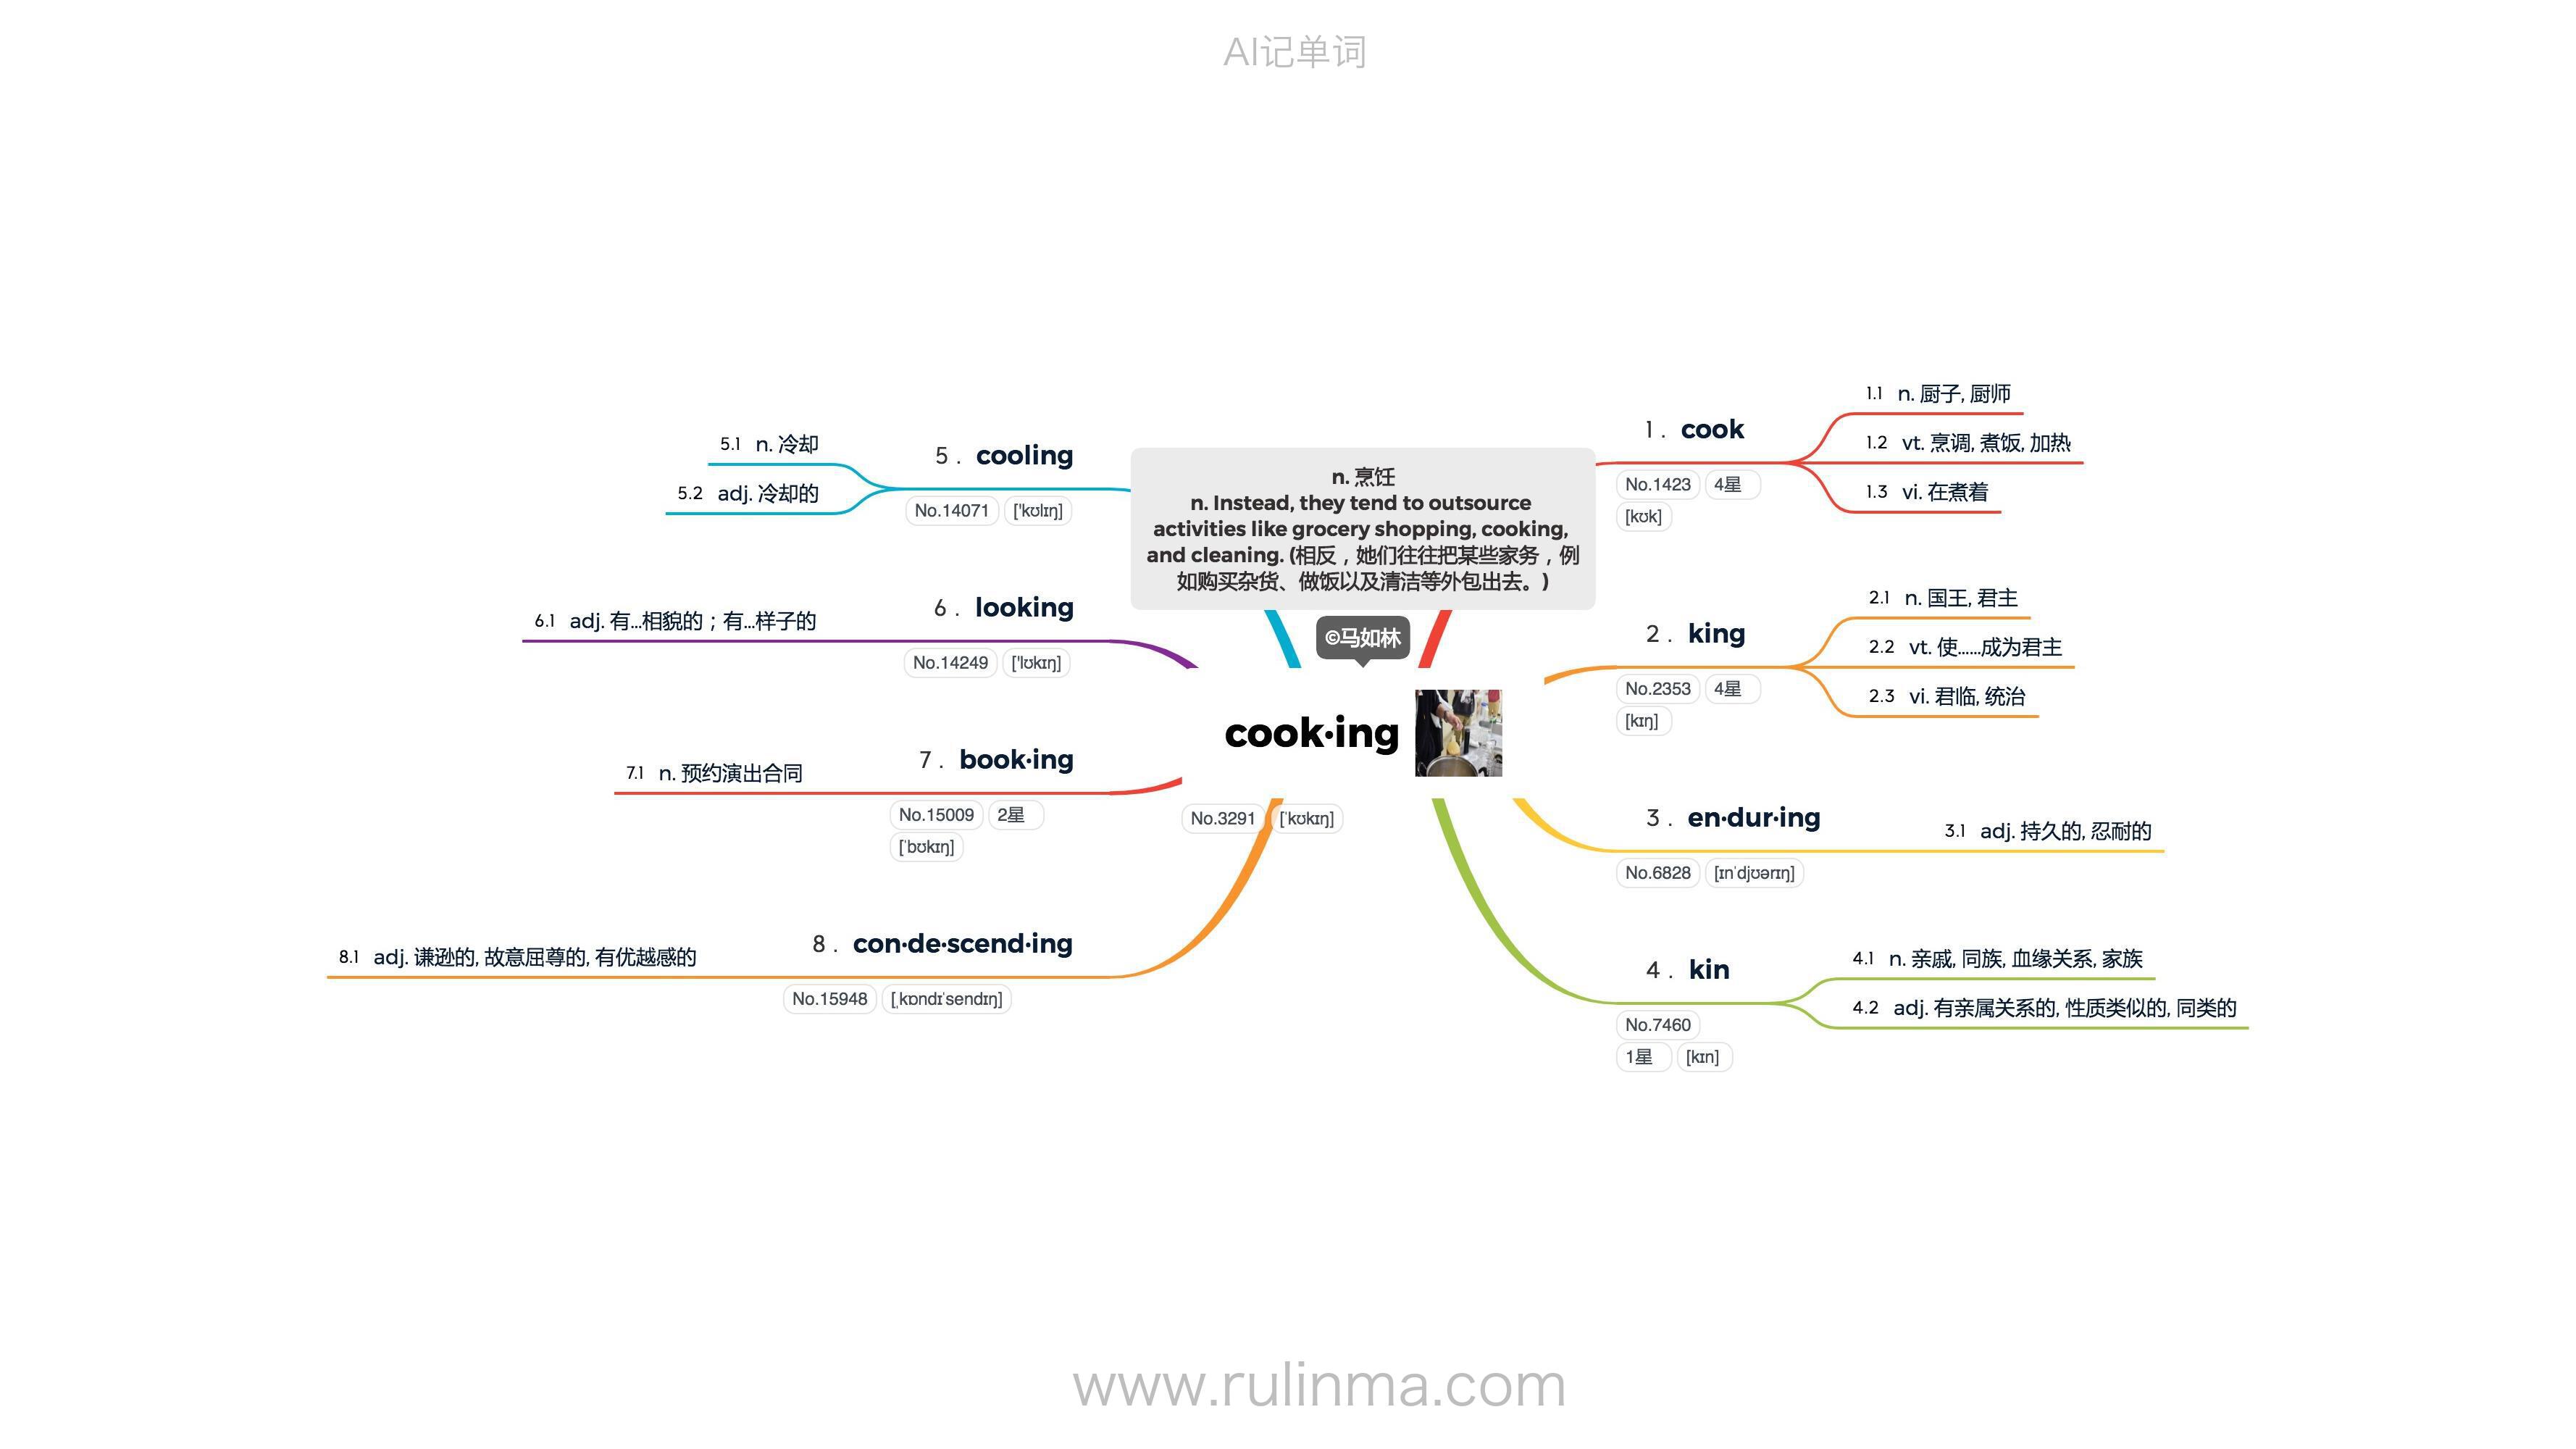 AI记单词
n. 烹饪
n. Instead, they tend to outsource
activities like grocery shopping, cooking,
and cleaning. (相反，她们往往把某些家务，例
如购买杂货、做饭以及清洁等外包出去。)
©马如林
cook·ing
No.3291 [ˈkʊkɪŋ]
1 . cook
No.1423 4星
[kʊk]
1.1 n. 厨子, 厨师
1.2 vt. 烹调, 煮饭, 加热
1.3 vi. 在煮着
2 . king
No.2353 4星
[kɪŋ]
2.1 n. 国王, 君主
2.2 vt. 使……成为君主
2.3 vi. 君临, 统治
3 . en·dur·ing
No.6828 [ɪnˈdjʊərɪŋ]
3.1 adj. 持久的, 忍耐的
4 . kin
No.7460
1星 [kɪn]
4.1 n. 亲戚, 同族, 血缘关系, 家族
4.2 adj. 有亲属关系的, 性质类似的, 同类的
5 . cooling
No.14071 ['kʊlɪŋ]
5.1 n. 冷却
5.2 adj. 冷却的
6 . looking
No.14249 ['lʊkɪŋ]
6.1 adj. 有...相貌的；有...样子的
7 . book·ing
No.15009 2星
[ˈbʊkɪŋ]
7.1 n. 预约演出合同
8 . con·de·scend·ing
No.15948 [ˌkɒndɪˈsendɪŋ]
8.1 adj. 谦逊的, 故意屈尊的, 有优越感的
www.rulinma.com